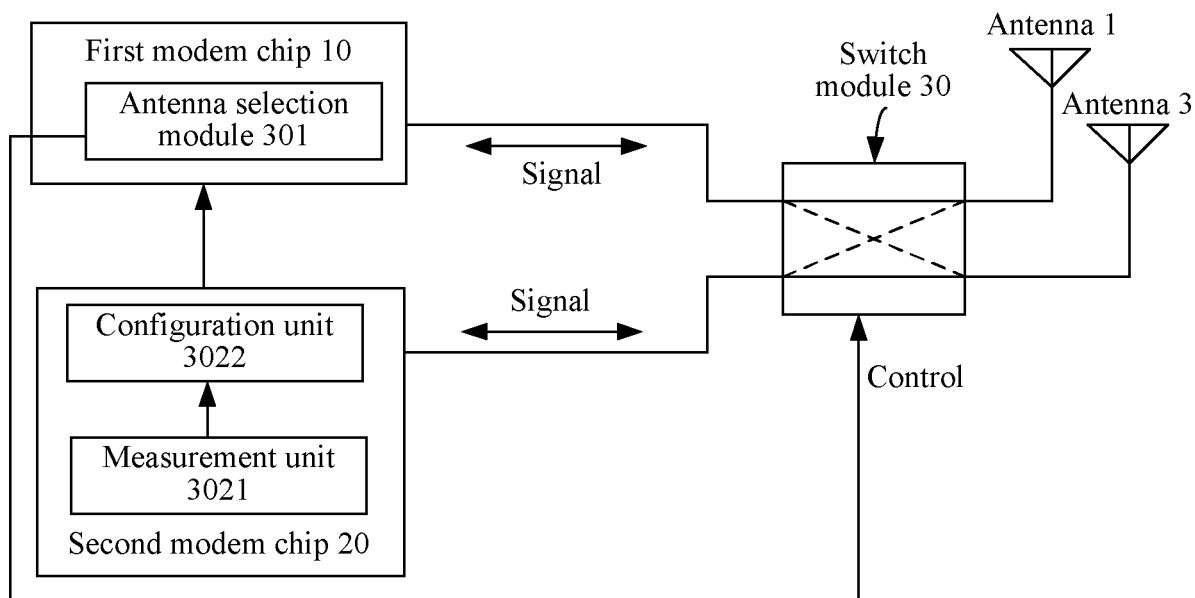 First modem chip 10
Antenna selection
module 301
Signal
Switch
module 30
Antenna 1
Antenna 3
Configuration unit
3022
Measurement unit
3021
Second modem chip 20
Signal
Control